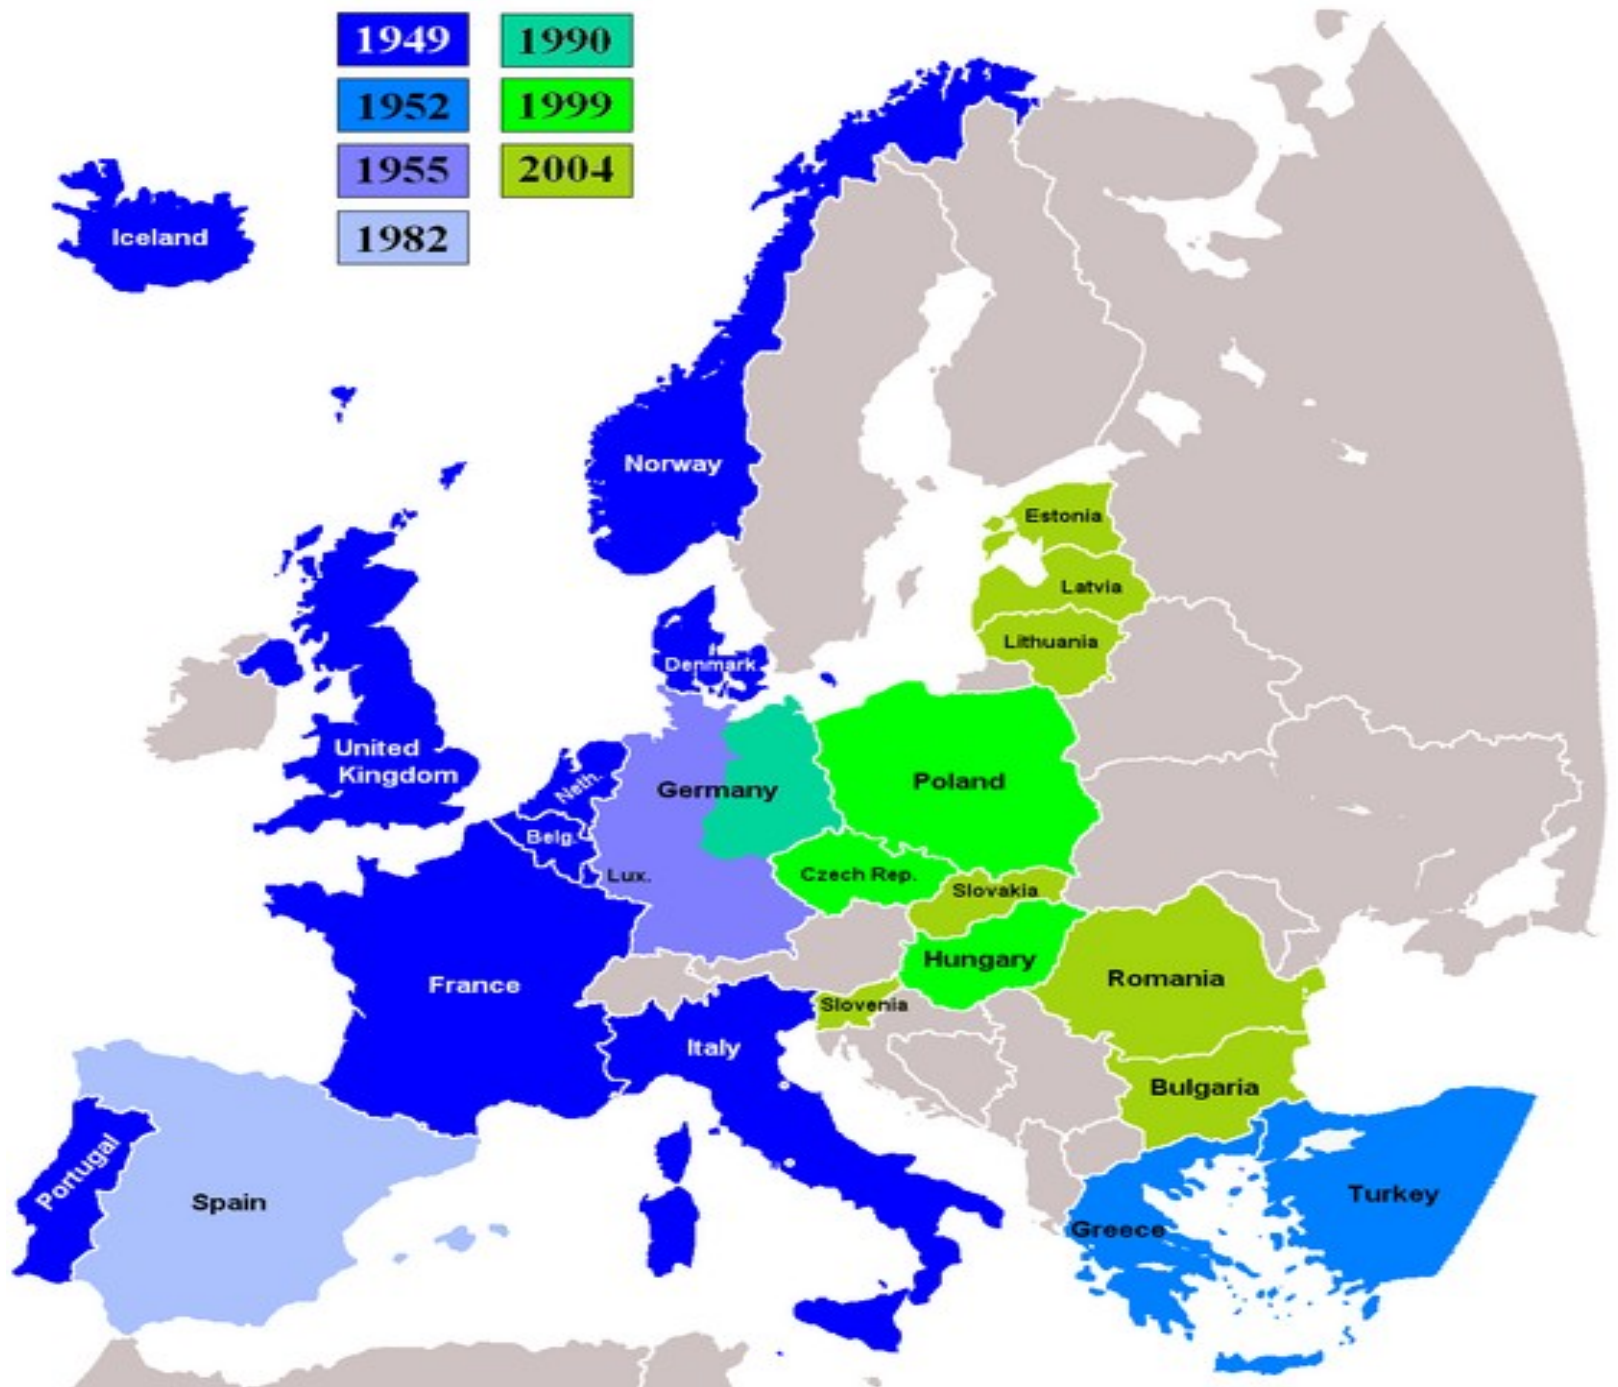 1949
1990
1952
1999
1955
2004
1982
Iceland
Norway
Estonia
Latvia
Lithuania
Denmark
United
Kingdom
Neth.
Germany
Poland
Belg.
Lux.
Czech Rep.
Slovakia
France
Hungary
Romania
Slovenia
Italy
Bulgaria
Portugal
Spain
Turkey
Greece